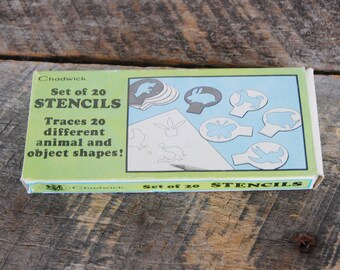 Chadwick
Set of 20
STENCILS
Traces 20
different
animal and
object shapes!
Chadwick Set of 20 STENCILS